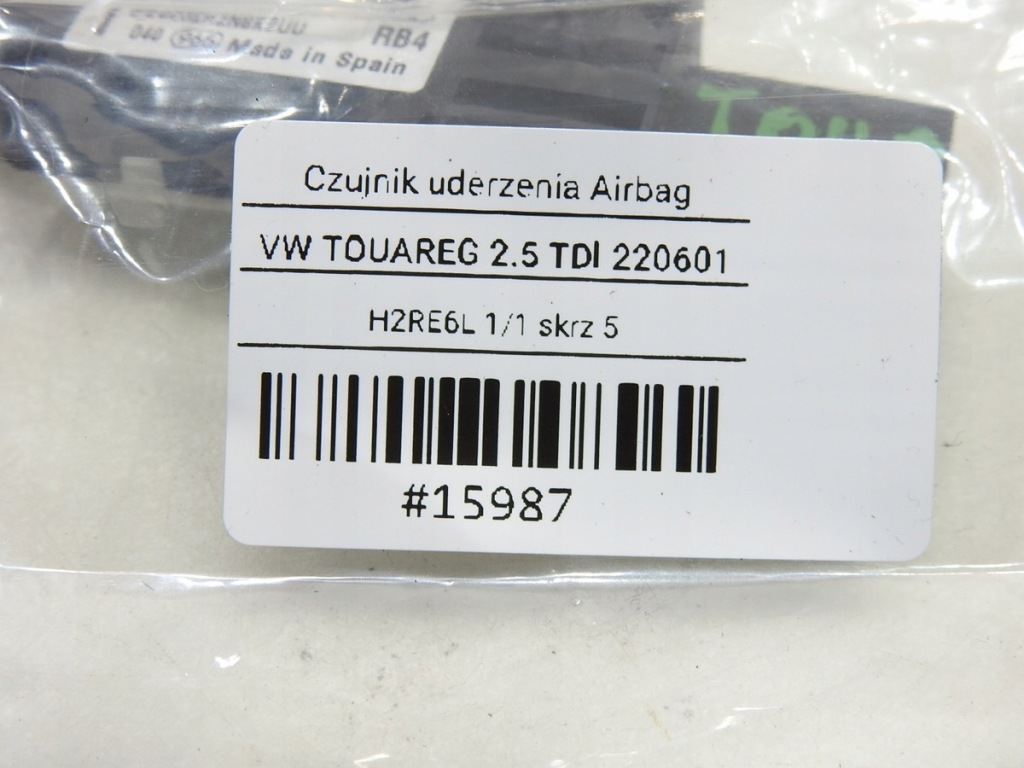 RB4
040 Made in Spain
Czujnik uderzenia Airbag
VW TOUAREG 2.5 TDI 220601
H2RE6L 1/1 skrz 5
#15987